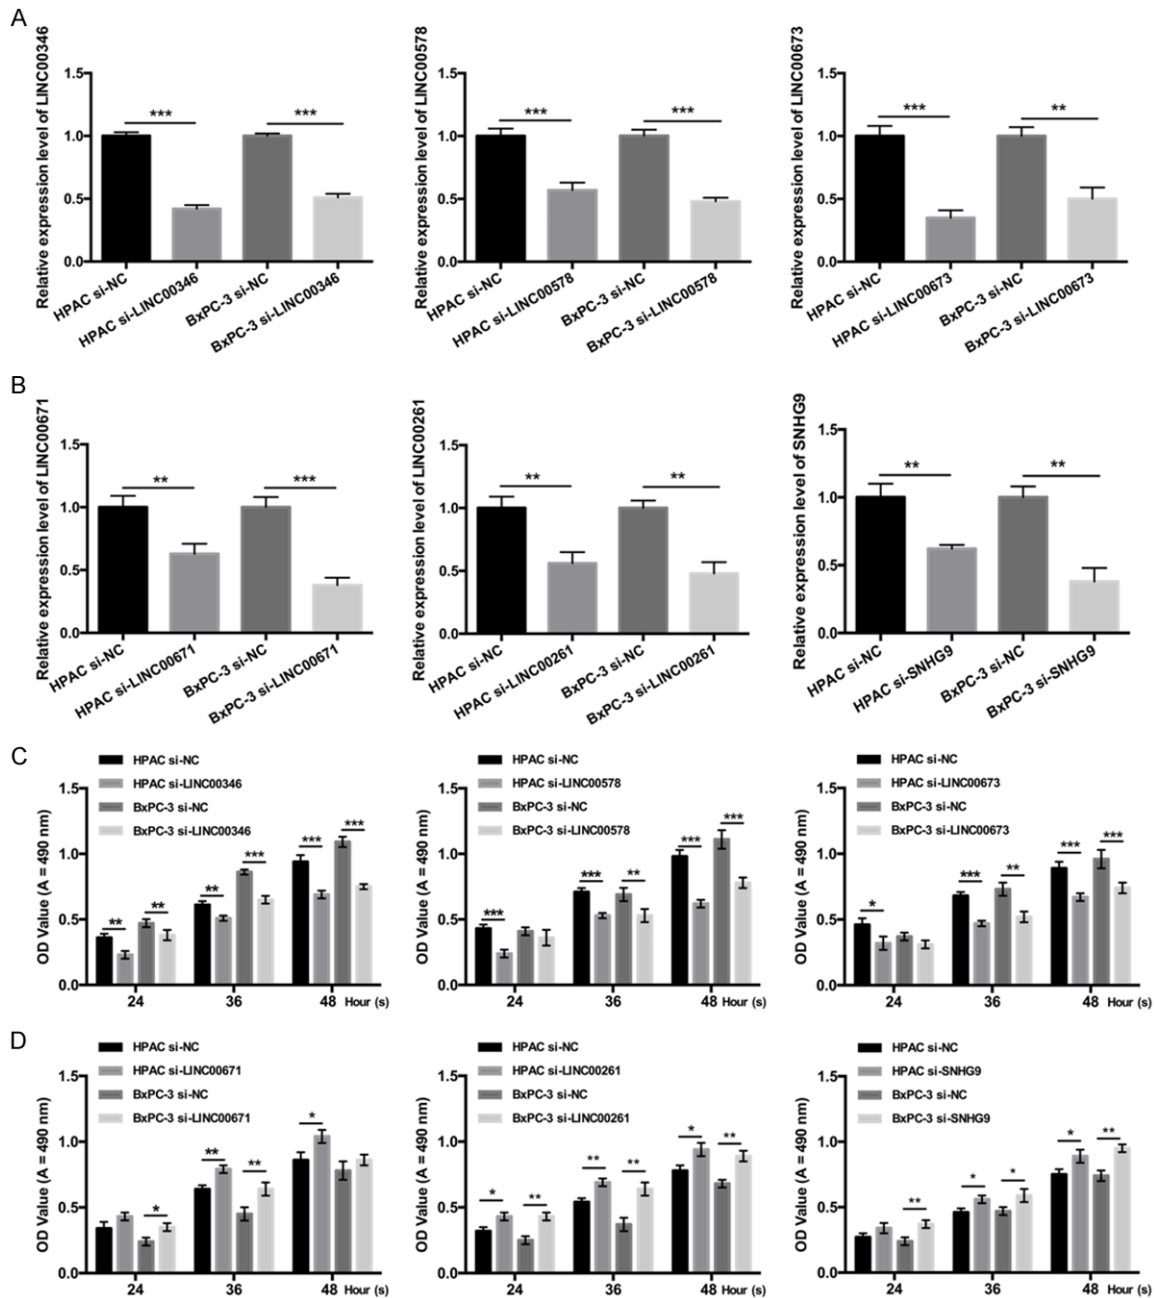 A
Relative expression level of LINC00346
1.5
1.0
0.5
0.0
***
***
HPAC si-NC
HPAC si-LINC00346
BxPC-3 si-NC
BxPC-3 si-LINC00346
Relative expression level of LINC00578
1.5
1.0
0.5
0.0
***
***
HPAC si-NC
HPAC si-LINC00578
BxPC-3 si-NC
BxPC-3 si-LINC00578
Relative expression level of LINC00673
1.5
1.0
0.5
0.0
***
**
HPAC si-NC
HPAC si-LINC00673
BxPC-3 si-NC
BxPC-3 si-LINC00673
B
Relative expression level of LINC00671
1.5
1.0
0.5
0.0
**
***
HPAC si-NC
HPAC si-LINC00671
BxPC-3 si-NC
BxPC-3 si-LINC00671
Relative expression level of LINC00261
1.5
1.0
0.5
0.0
**
**
HPAC si-NC
HPAC si-LINC00261
BxPC-3 si-NC
BxPC-3 si-LINC00261
Relative expression level of SNHG9
1.5
1.0
0.5
0.0
**
**
HPAC si-NC
HPAC si-SNHG9
BxPC-3 si-NC
BxPC-3 si-SNHG9
C
HPAC si-NC
HPAC si-LINC00346
BxPC-3 si-NC
BxPC-3 si-LINC00346
OD Value (A = 490 nm)
1.5
1.0
0.5
0.0
**
**
**
***
***
***
24 36 48 Hour (s)
HPAC si-NC
HPAC si-LINC00578
BxPC-3 si-NC
BxPC-3 si-LINC00578
OD Value (A = 490 nm)
1.5
1.0
0.5
0.0
***
***
**
***
***
24 36 48 Hour (s)
HPAC si-NC
HPAC si-LINC00673
BxPC-3 si-NC
BxPC-3 si-LINC00673
OD Value (A = 490 nm)
1.5
1.0
0.5
0.0
*
***
**
***
***
24 36 48 Hour (s)
D
HPAC si-NC
HPAC si-LINC00671
BxPC-3 si-NC
BxPC-3 si-LINC00671
OD Value (A = 490 nm)
1.5
1.0
0.5
0.0
*
**
**
*
24 36 48 Hour (s)
HPAC si-NC
HPAC si-LINC00261
BxPC-3 si-NC
BxPC-3 si-LINC00261
OD Value (A = 490 nm)
1.5
1.0
0.5
0.0
*
**
**
**
*
**
24 36 48 Hour (s)
HPAC si-NC
HPAC si-SNHG9
BxPC-3 si-NC
BxPC-3 si-SNHG9
OD Value (A = 490 nm)
1.5
1.0
0.5
0.0
**
*
*
*
**
24 36 48 Hour (s)